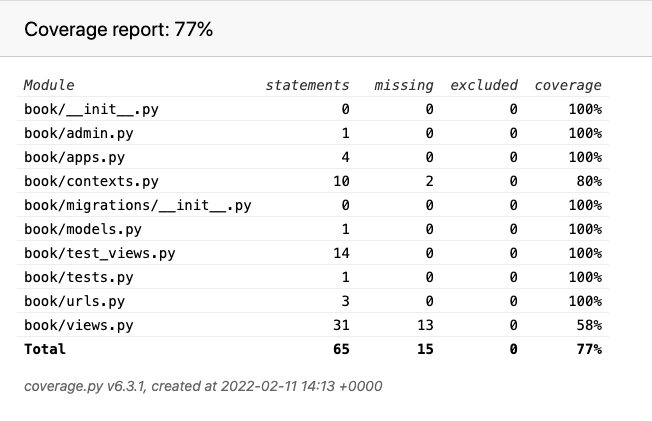 Coverage report: 77%
Module statements missing excluded coverage
book/__init__.py 0 0 0 100%
book/admin.py 1 0 0 100%
book/apps.py 4 0 0 100%
book/contexts.py 10 2 0 80%
book/migrations/__init__.py 0 0 0 100%
book/models.py 1 0 0 100%
book/test_views.py 14 0 0 100%
book/tests.py 1 0 0 100%
book/urls.py 3 0 0 100%
book/views.py 31 13 0 58%
Total 65 15 0 77%
coverage.py v6.3.1, created at 2022-02-11 14:13 +0000